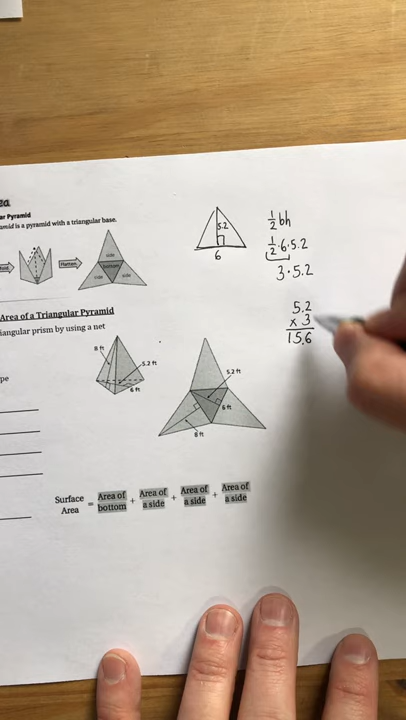 ea
ar Pyramid
amid is a pyramid with a triangular base.
Flatten
side
bottom
side
side
Area of a Triangular Pyramid
iangular prism by using a net
pe
8 ft
5.2 ft
6 ft
5.2 ft
6 ft
8 ft
Surface Area = Area of bottom + Area of a side + Area of a side + Area of a side
5.2
6
1/2 bh
1/2 · 6 · 5.2
3 · 5.2
5.2
x 3
15.6